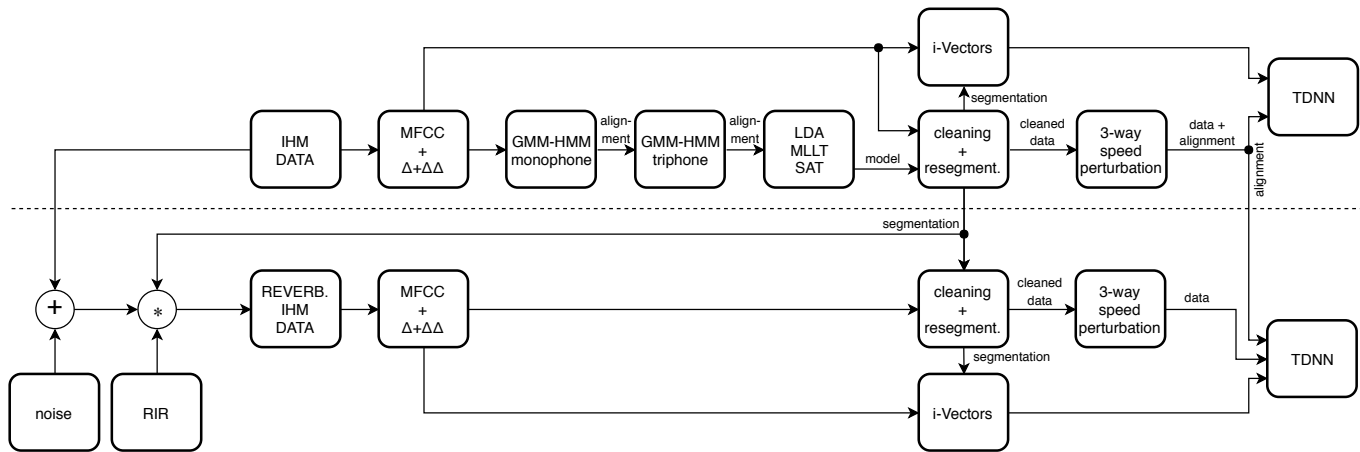 i-Vectors
TDNN
segmentation
IHM
DATA
MFCC
+
Δ+ΔΔ
GMM-HMM
monophone
align-
ment
GMM-HMM
triphone
align-
ment
LDA
MLLT
SAT
model
cleaning
+
resegment.
cleaned
data
3-way
speed
perturbation
data +
alignment
alignment
segmentation
+
*
REVERB.
IHM
DATA
MFCC
+
Δ+ΔΔ
cleaning
+
resegment.
cleaned
data
3-way
speed
perturbation
data
TDNN
segmentation
noise
RIR
i-Vectors